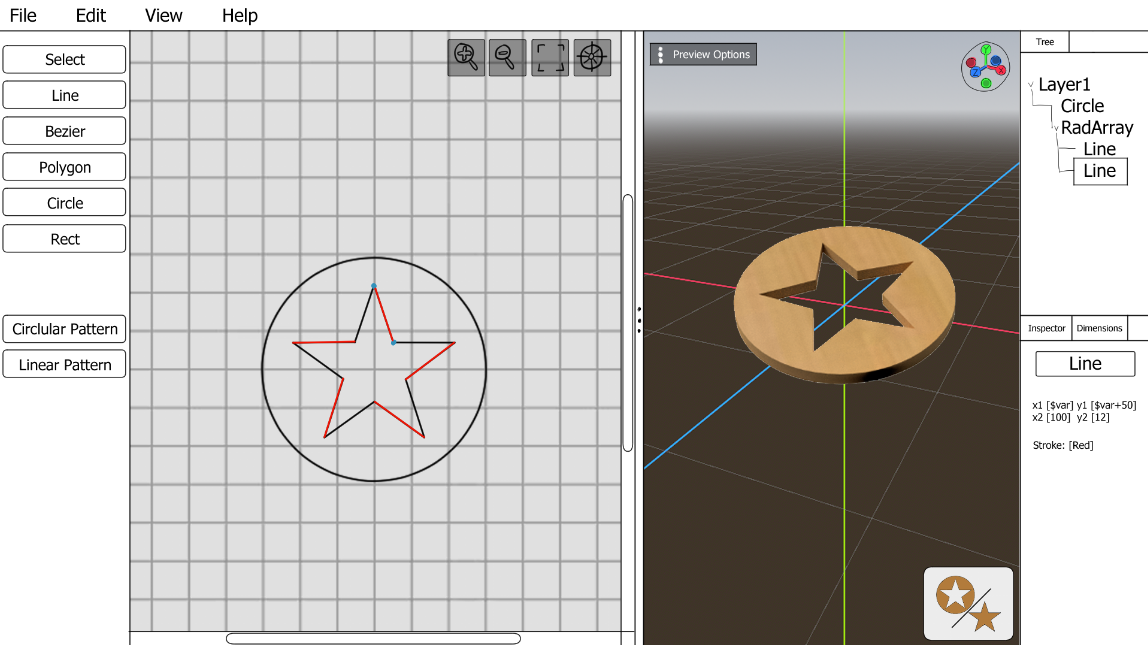 File Edit View Help
Select
Line
Bezier
Polygon
Circle
Rect
Circlular Pattern
Linear Pattern
Preview Options
Y
X
Z
Tree
Layer1
Circle
RadArray
Line
Line
Inspector Dimensions
Line
x1 [$var] y1 [$var+50]
x2 [100] y2 [12]
Stroke: [Red]